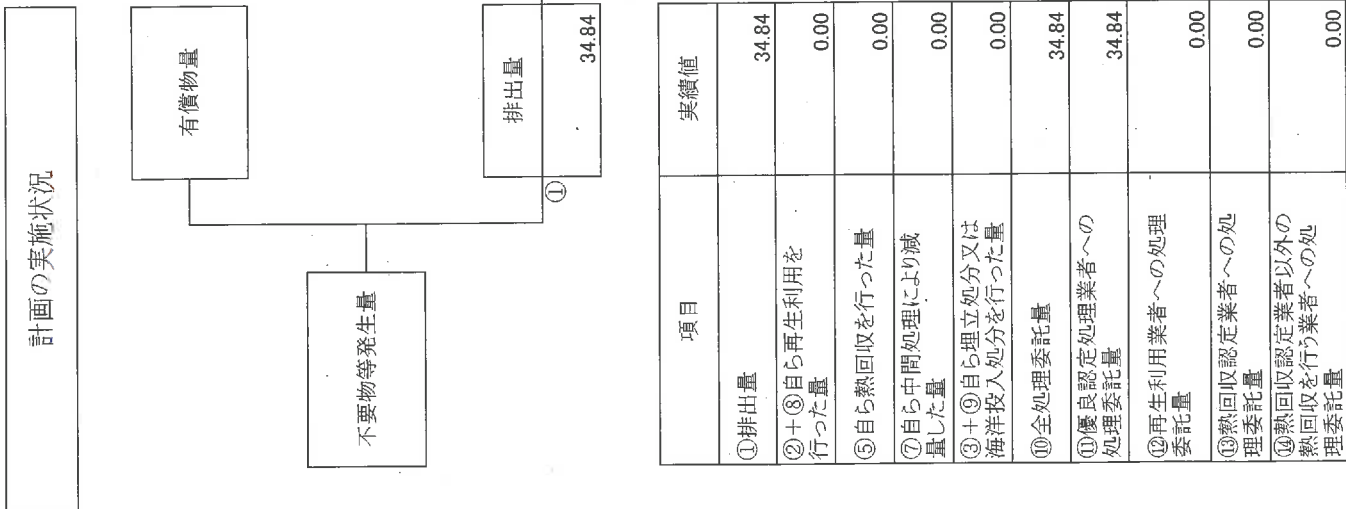 計画の実施状況
有償物量
不要物等発生量
排出量
①
34.84
項目
実績値
①排出量
34.84
②+⑧自ら再生利用を
行った量
0.00
⑤自ら熱回収を行った量
0.00
⑦自ら中間処理により減
量した量
0.00
③+⑨自ら埋立処分又は
海洋投入処分を行った量
0.00
⑩全処理委託量
34.84
⑪優良認定処理業者への
処理委託量
34.84
⑫再生利用業者への処理
委託量
0.00
⑬熱回収認定業者への処
理委託量
0.00
⑭熱回収認定業者以外の
熱回収を行う業者への処
理委託量
0.00